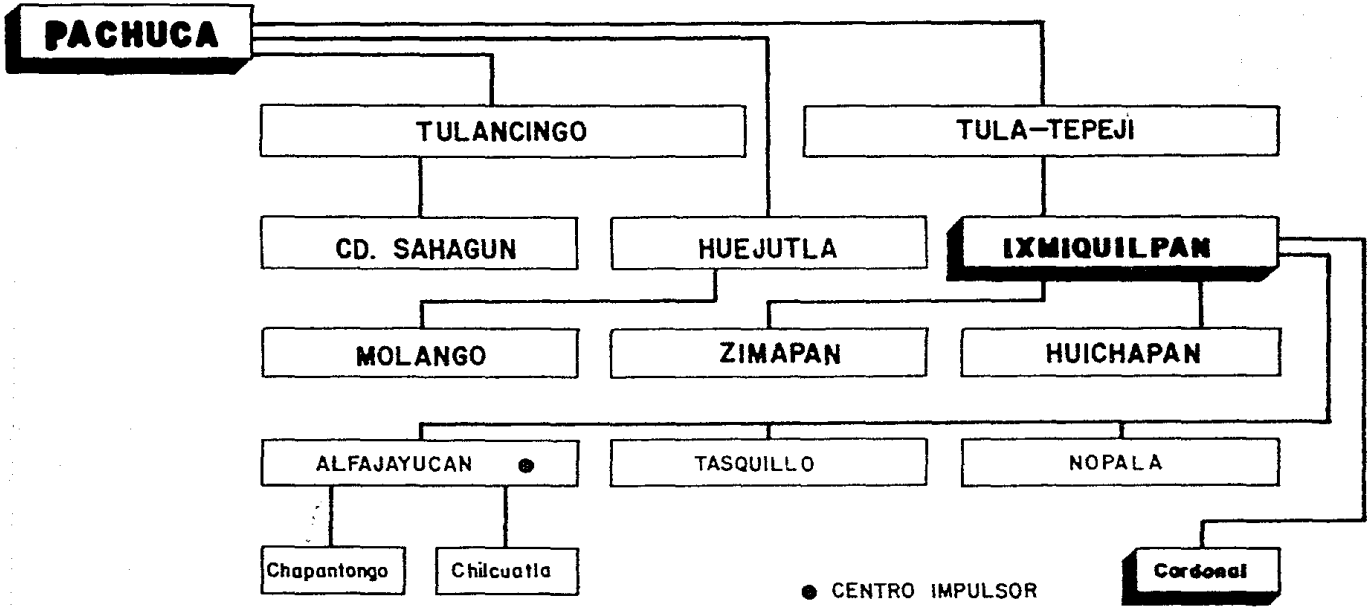 PACHUCA
TULANCINGO
TULA-TEPEJI
CD. SAHAGUN
HUEJUTLA
IXMIQUILPAN
MOLANGO
ZIMAPAN
HUICHAPAN
ALFAJAYUCAN
TASQUILLO
NOPALA
Chapantongo
Chilcuatla
Cardonal
CENTRO IMPULSOR